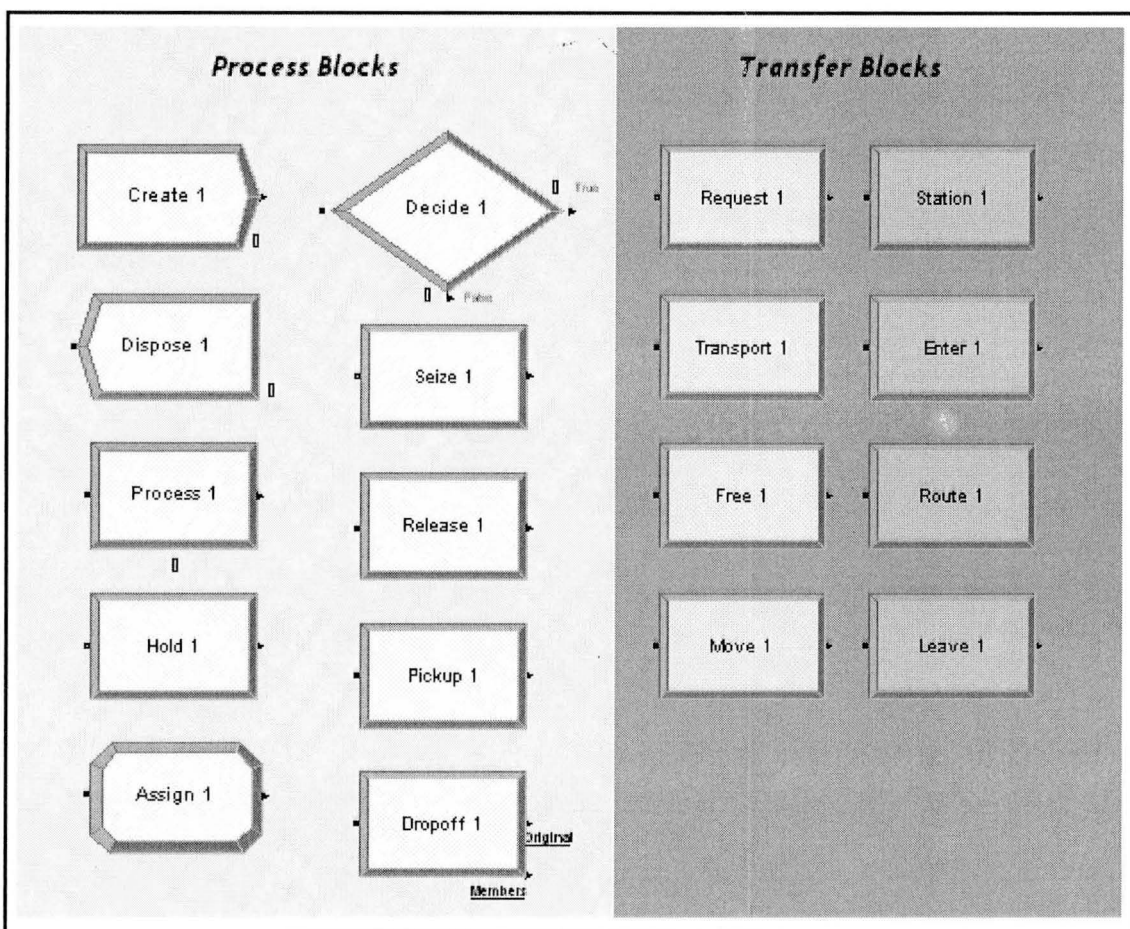 Process Blocks
Create 1
Dispose 1
Process 1
Hold 1
Assign 1
Decide 1
True
False
Seize 1
Release 1
Pickup 1
Dropoff 1
Original
Members
Transfer Blocks
Request 1
Station 1
Transport 1
Enter 1
Free 1
Route 1
Move 1
Leave 1